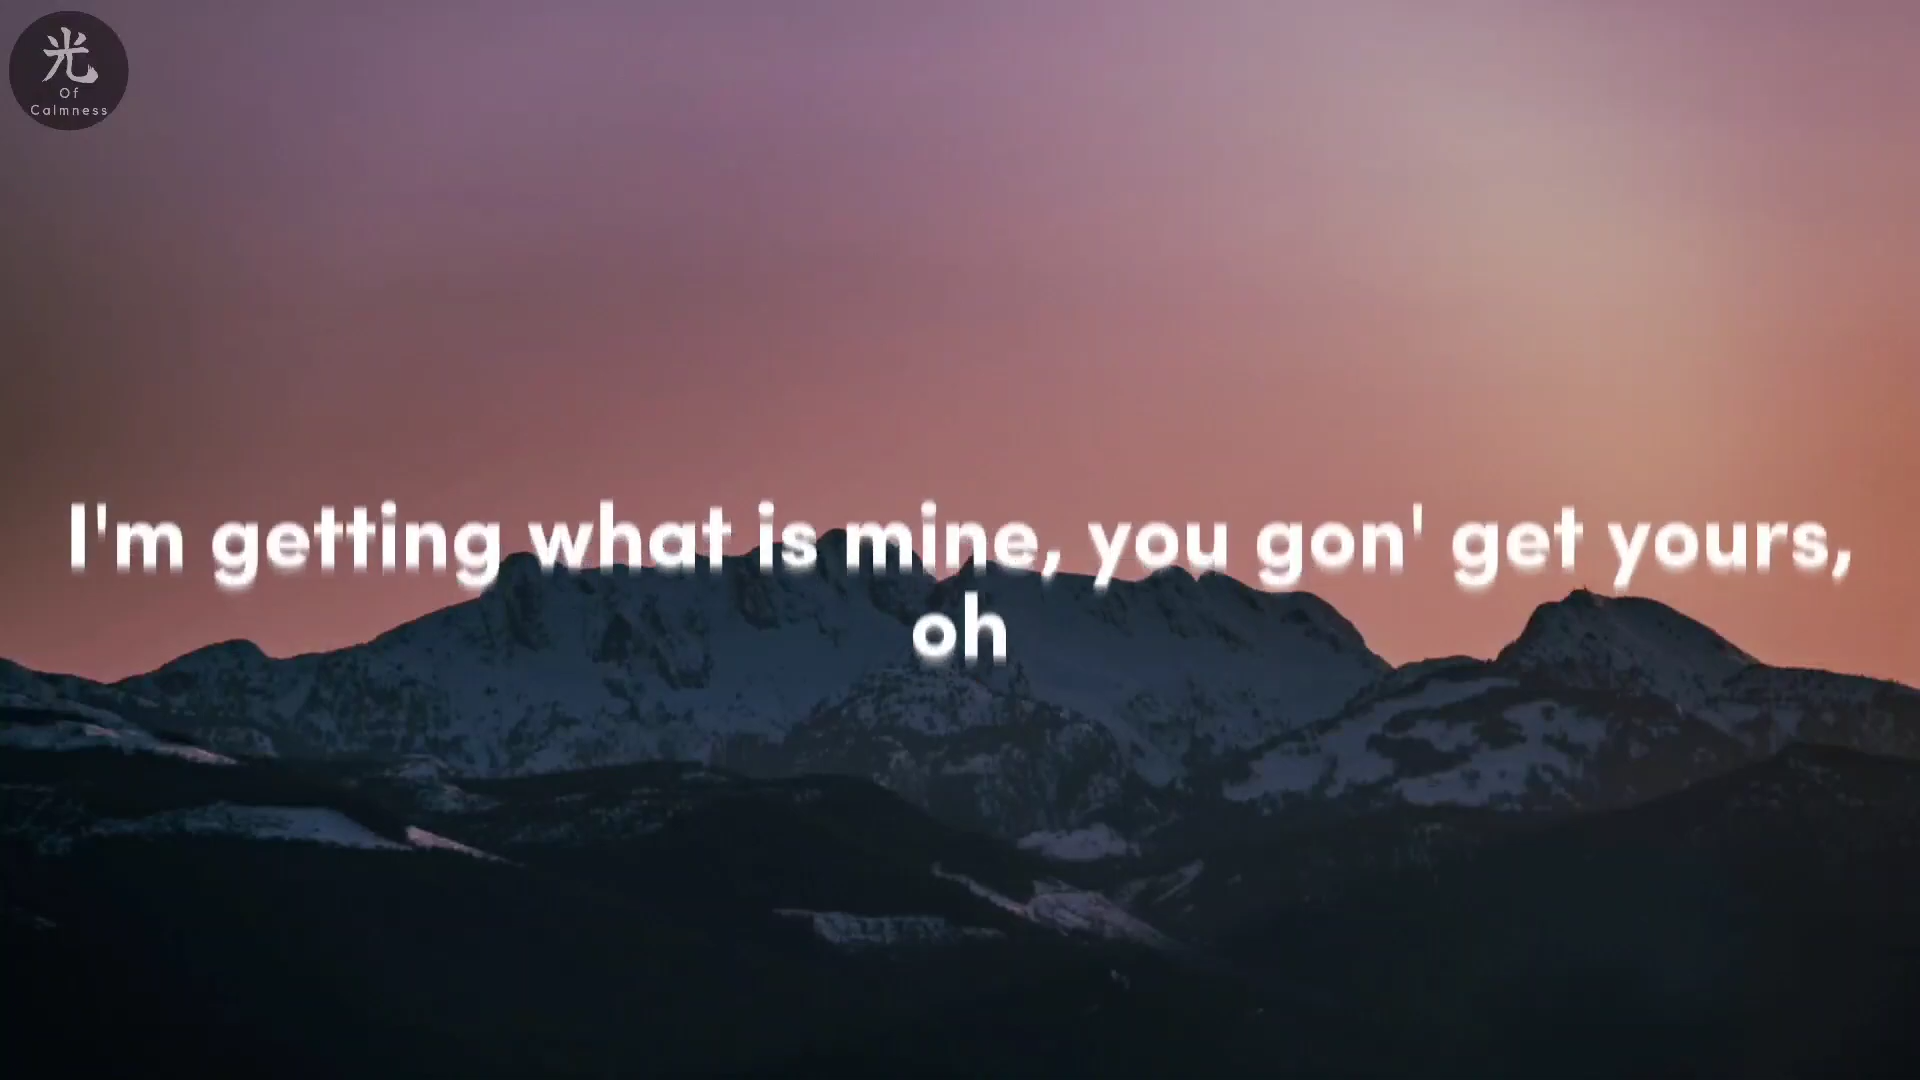 光
Of
Calmness
I'm getting what is mine, you gon' get yours,
oh